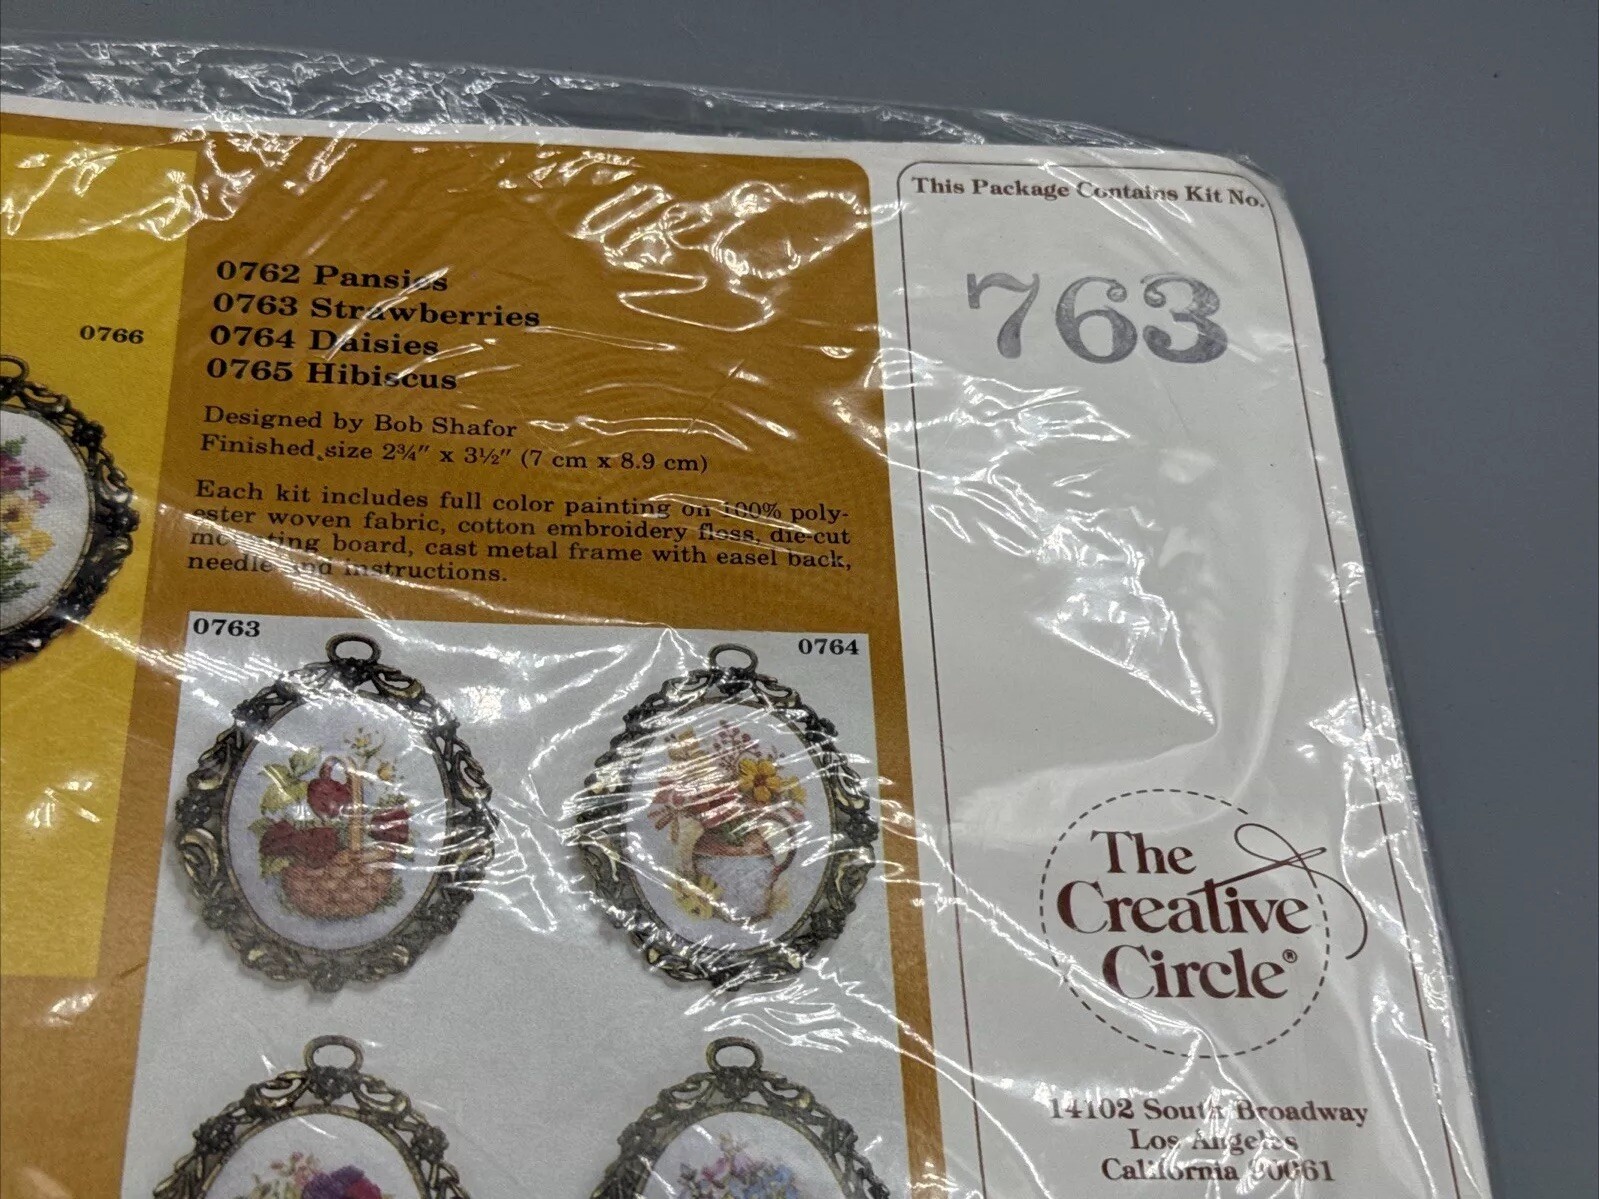 This Package Contains Kit No.
763
0766
0762 Pansies
0763 Strawberries
0764 Daisies
0765 Hibiscus
Designed by Bob Shafor
Finished size 2¾" x 3½" (7 cm x 8.9 cm)
Each kit includes full color painting on 100% poly-
ester woven fabric, cotton embroidery floss, die-cut
mounting board, cast metal frame with easel back,
needle and instructions.
0763
0764
The
Creative
Circle®
14102 South Broadway
Los Angeles
California 90061